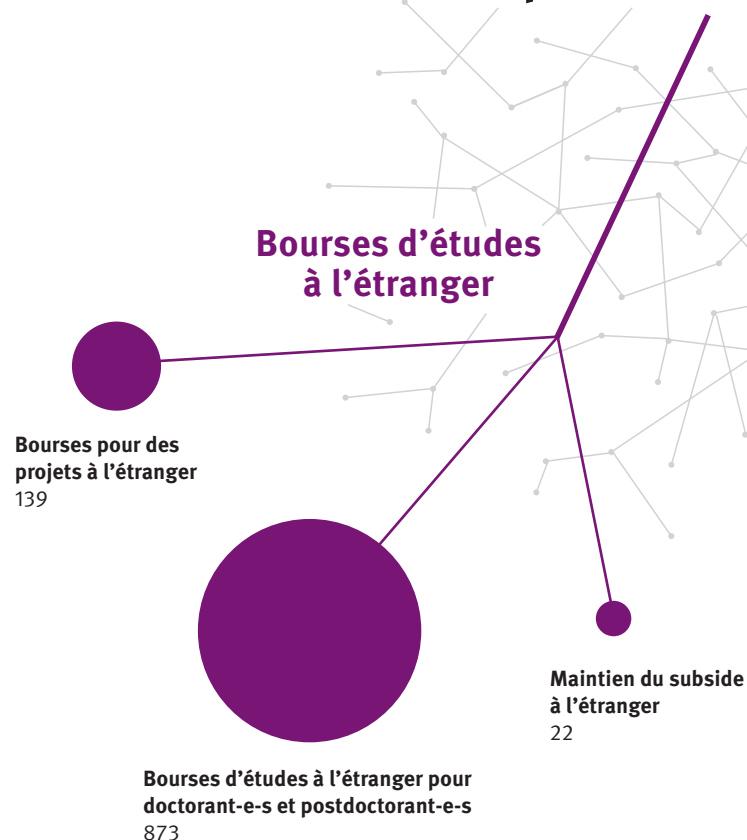 Bourses d’études
à l’étranger
Bourses pour des
projets à l’étranger
139
Maintien du subside
à l’étranger
22
Bourses d’études à l’étranger pour
doctorant-e-s et postdoctorant-e-s
873